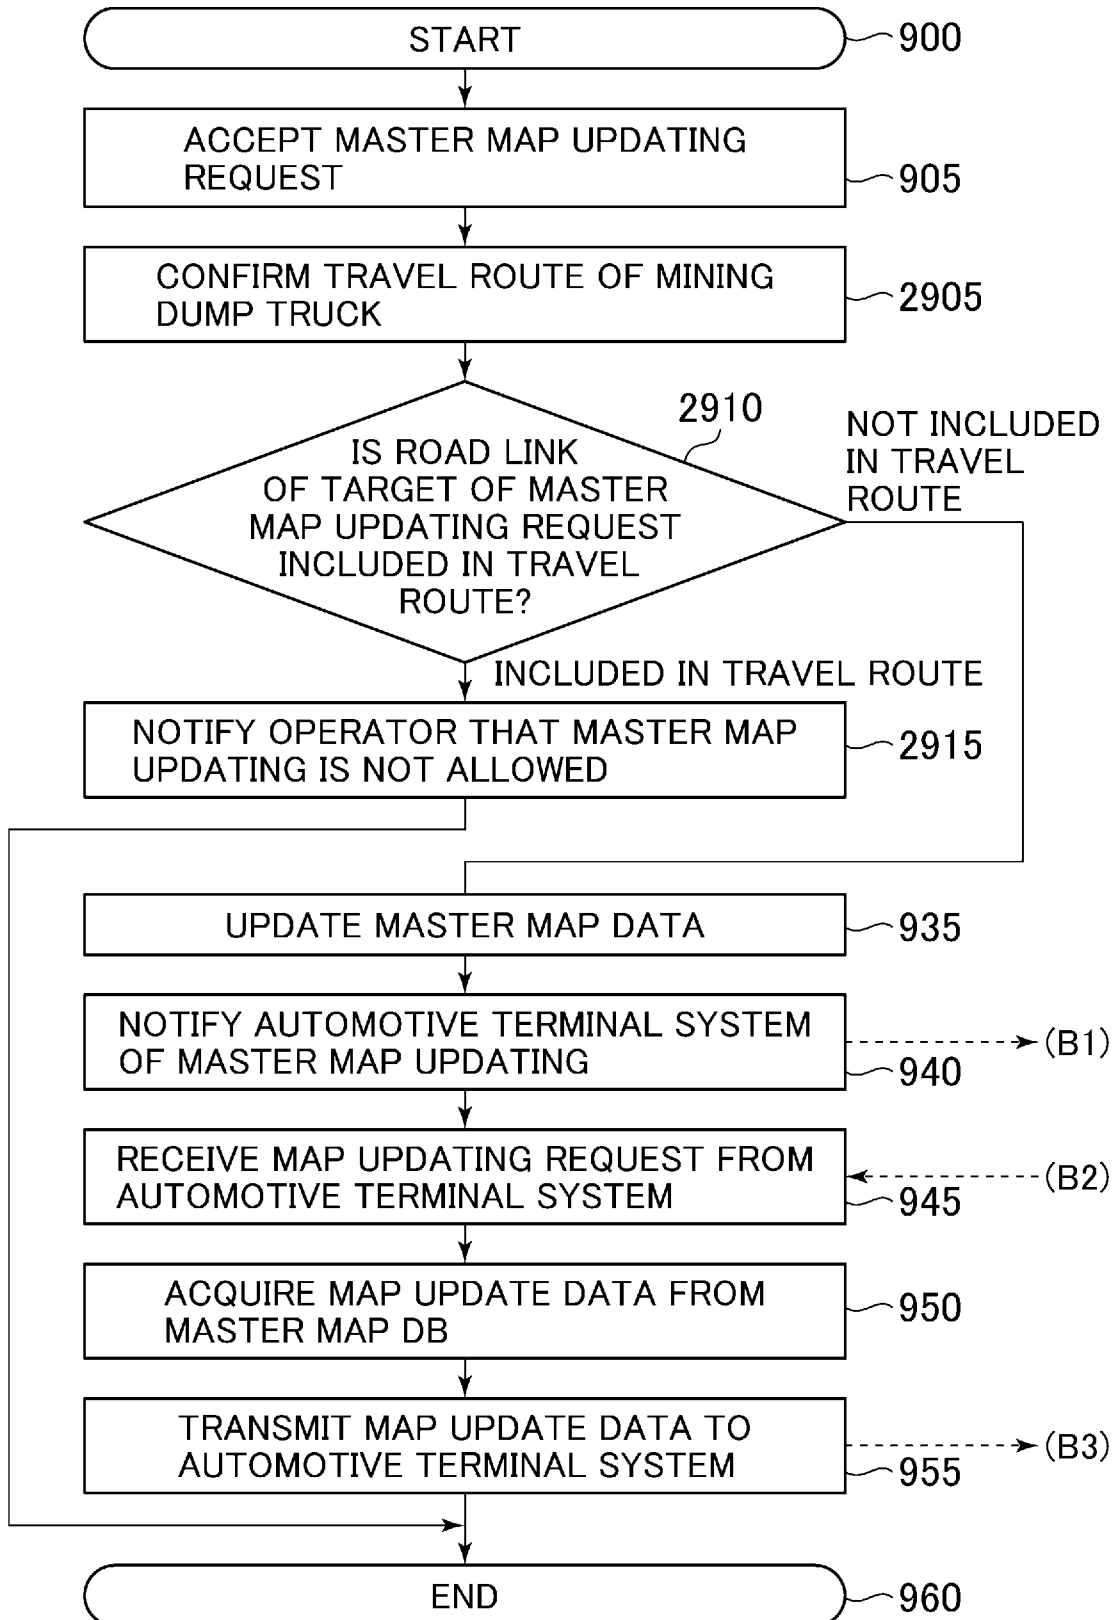 START
900
ACCEPT MASTER MAP UPDATING
REQUEST
905
CONFIRM TRAVEL ROUTE OF MINING
DUMP TRUCK
2905
2910
IS ROAD LINK
OF TARGET OF MASTER
MAP UPDATING REQUEST
INCLUDED IN TRAVEL
ROUTE?
NOT INCLUDED
IN TRAVEL
ROUTE
INCLUDED IN TRAVEL ROUTE
NOTIFY OPERATOR THAT MASTER MAP
UPDATING IS NOT ALLOWED
2915
UPDATE MASTER MAP DATA
935
NOTIFY AUTOMOTIVE TERMINAL SYSTEM
OF MASTER MAP UPDATING
(B1)
940
RECEIVE MAP UPDATING REQUEST FROM
AUTOMOTIVE TERMINAL SYSTEM
(B2)
945
ACQUIRE MAP UPDATE DATA FROM
MASTER MAP DB
950
TRANSMIT MAP UPDATE DATA TO
AUTOMOTIVE TERMINAL SYSTEM
(B3)
955
END
960